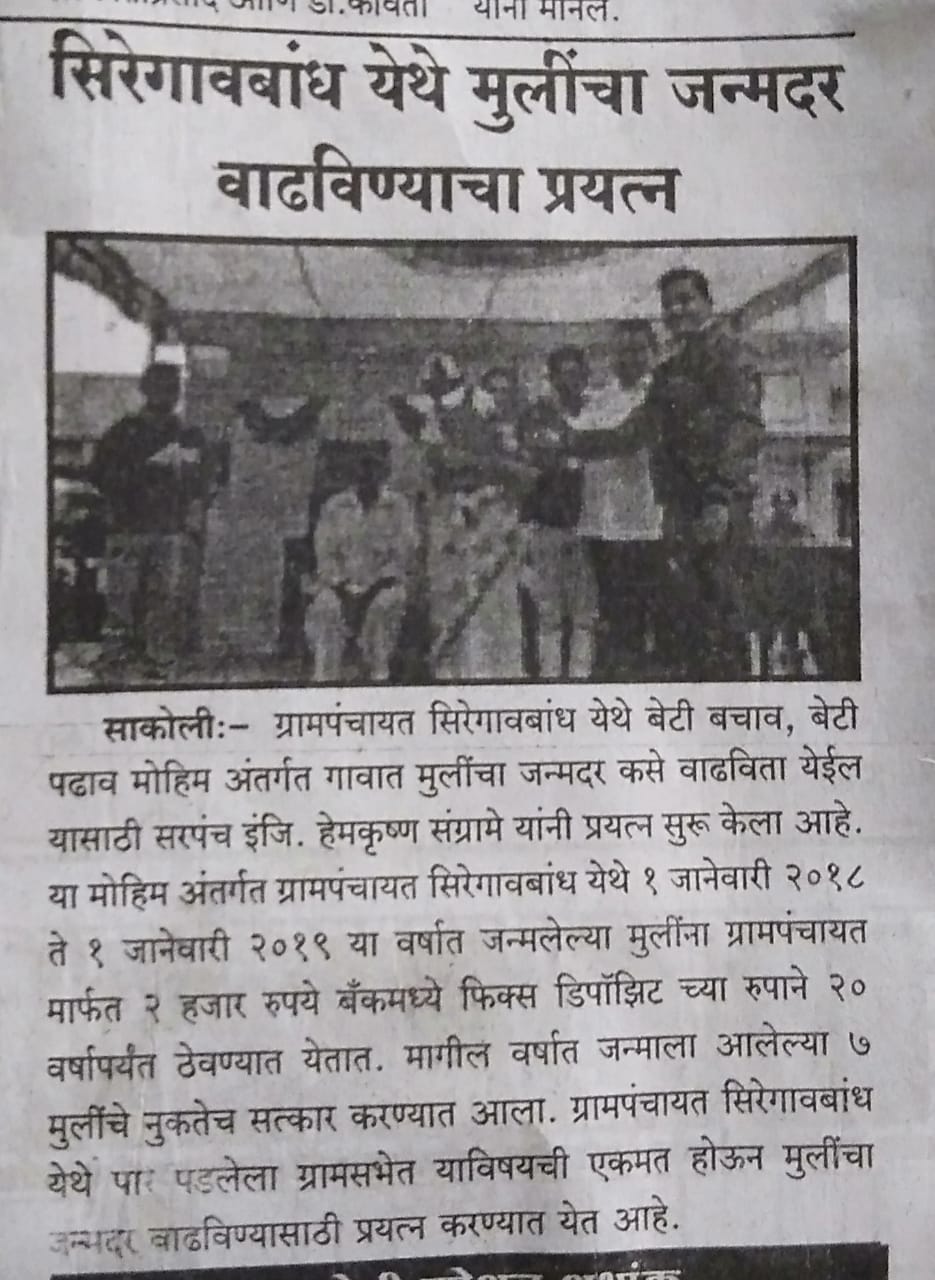 आणि डॉ.कविता यांनी मानले.
सिरेगावबांध येथे मुलींचा जन्मदर
वाढविण्याचा प्रयत्न
साकोली:- ग्रामपंचायत सिरेगावबांध येथे बेटी बचाव, बेटी
पढाव मोहिम अंतर्गत गावात मुलींचा जन्मदर कसे वाढविता येईल
यासाठी सरपंच इंजि. हेमकृष्ण संग्रामे यांनी प्रयत्न सुरू केला आहे.
या मोहिम अंतर्गत ग्रामपंचायत सिरेगावबांध येथे १ जानेवारी २०१८
ते १ जानेवारी २०१९ या वर्षात जन्मलेल्या मुलींना ग्रामपंचायत
मार्फत २ हजार रुपये बँकमध्ये फिक्स डिपॉझिट च्या रुपाने २०
वर्षापर्यंत ठेवण्यात येतात. मागील वर्षात जन्माला आलेल्या ७
मुलींचे नुकतेच सत्कार करण्यात आला. ग्रामपंचायत सिरेगावबांध
येथे पार पडलेला ग्रामसभेत याविषयची एकमत होऊन मुलींचा
जन्मदर वाढविण्यासाठी प्रयत्न करण्यात येत आहे.